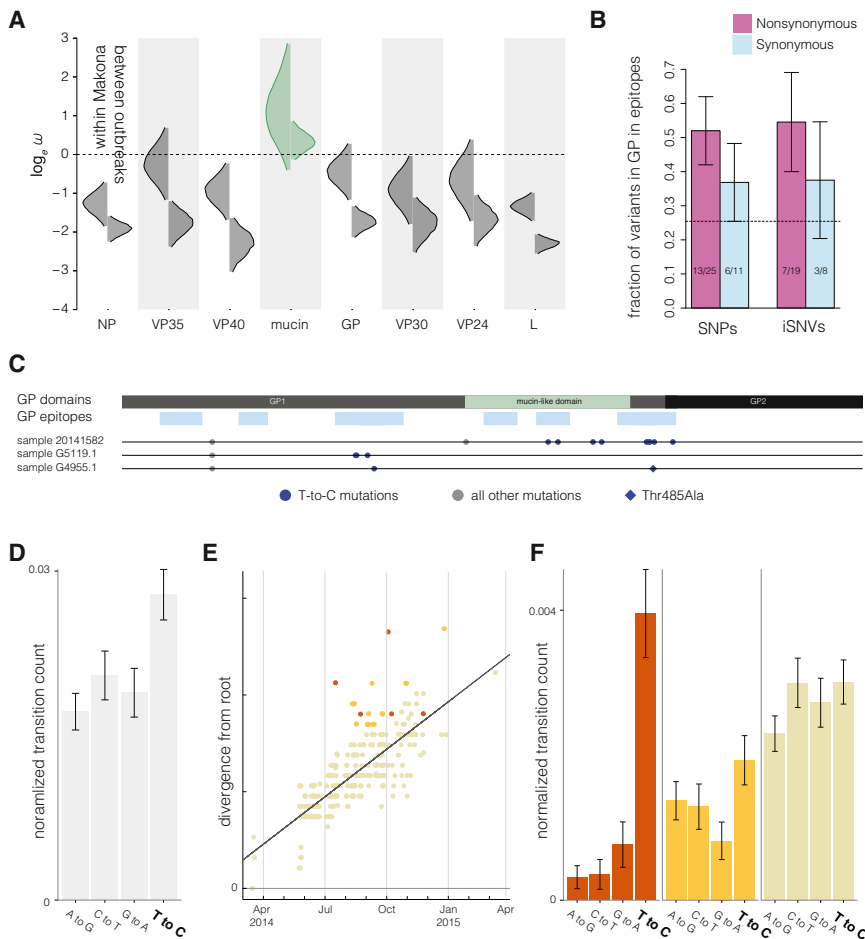 A
3
2
1
0
−1
−2
−3
−4
log_e ω
within Makona
between outbreaks
NP VP35 VP40 mucin GP VP30 VP24 L
B
Nonsynonymous
Synonymous
fraction of variants in GP in epitopes
0.7
0.6
0.5
0.4
0.3
0.2
0.1
0.0
13/25 6/11 7/19 3/8
SNPs iSNVs
C
GP domains
GP1 mucin-like domain GP2
GP epitopes
sample 20141582
sample G5119.1
sample G4955.1
T-to-C mutations all other mutations Thr485Ala
D
0.03
noramlized transition count
0
A to G C to T G to A T to C
E
divergence from root
0
Apr Jul Oct Jan Apr
2014 2015
F
0.004
normalized transition count
0
A to G C to T G to A T to C A to G C to T G to A T to C A to G C to T G to A T to C